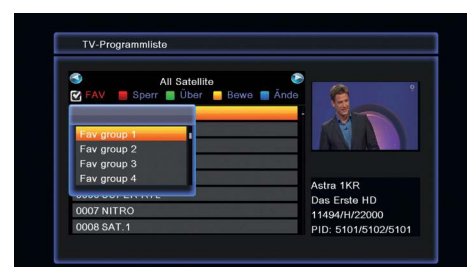 TV-Programmliste
All Satellite
FAV Sperr Über Bewe Ände
Fav group 1
Fav group 2
Fav group 3
Fav group 4
0007 NITRO
0008 SAT.1
Astra 1KR
Das Erste HD
11494/H/22000
PID: 5101/5102/5101